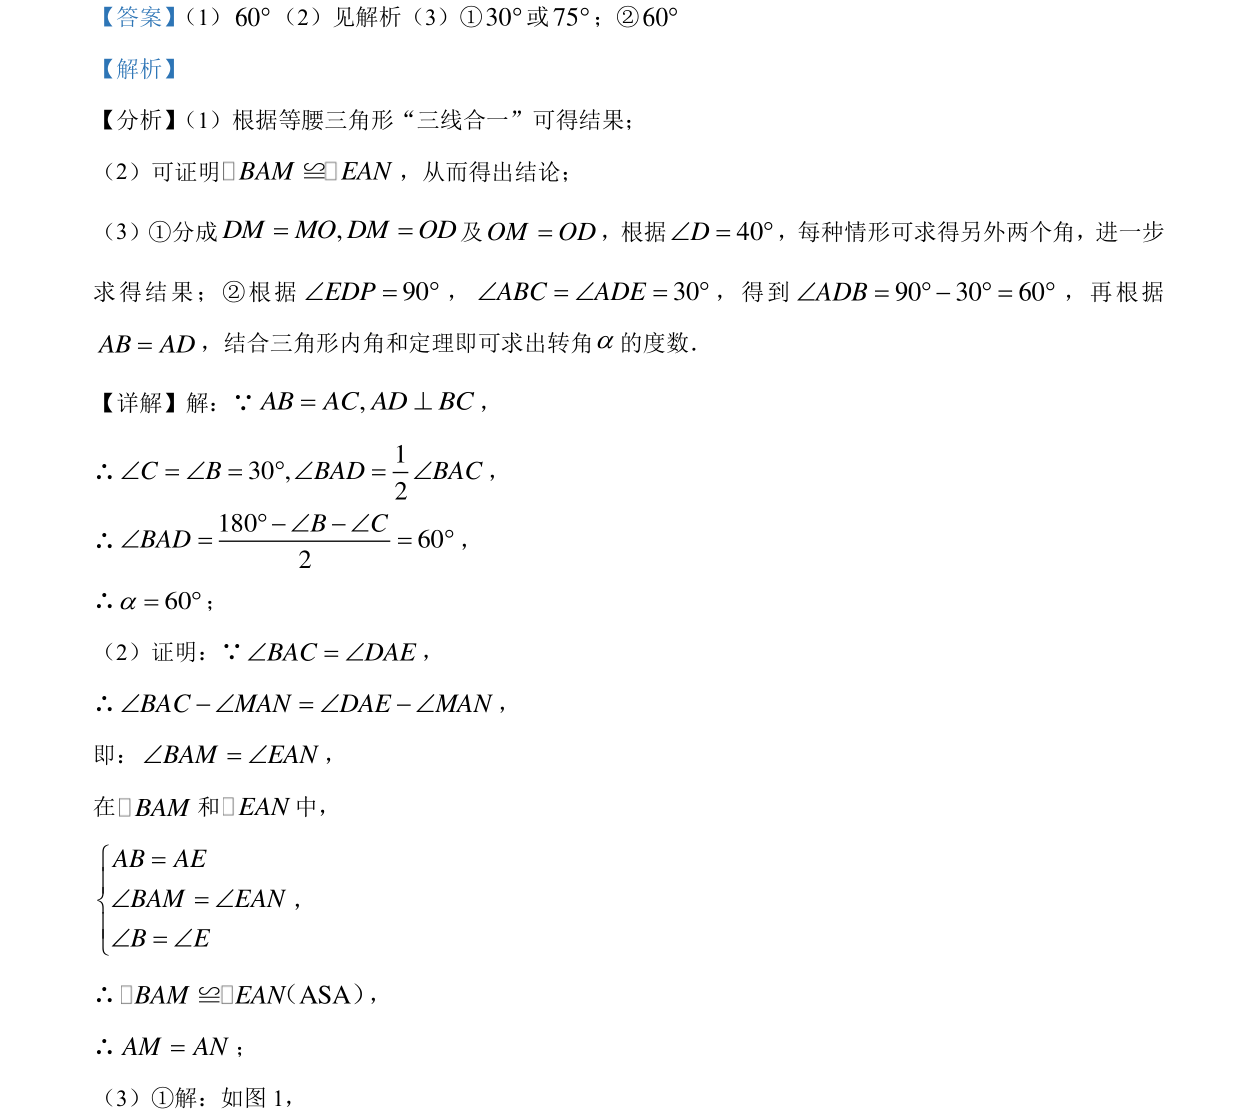 【答案】（1）60°（2）见解析（3）①30°或75°；②60°
【解析】
【分析】（1）根据等腰三角形“三线合一”可得结果；
（2）可证明□BAM ≌□EAN，从而得出结论；
（3）①分成DM = MO, DM = OD及OM = OD，根据∠D = 40°，每种情形可求得另外两个角，进一步
求得结果；②根据∠EDP = 90°，∠ABC = ∠ADE = 30°，得到∠ADB = 90° − 30° = 60°，再根据
AB = AD，结合三角形内角和定理即可求出转角α的度数．
【详解】解：∵ AB = AC, AD ⊥ BC，
∴ ∠C = ∠B = 30°, ∠BAD = 1/2 ∠BAC，
∴ ∠BAD = (180° − ∠B − ∠C)/2 = 60°，
∴ α = 60°；
（2）证明：∵ ∠BAC = ∠DAE，
∴ ∠BAC − ∠MAN = ∠DAE − ∠MAN，
即：∠BAM = ∠EAN，
在□BAM 和□EAN 中，
{AB = AE
∠BAM = ∠EAN，
∠B = ∠E
∴ □BAM ≌□EAN(ASA)，
∴ AM = AN；
（3）①解：如图 1，